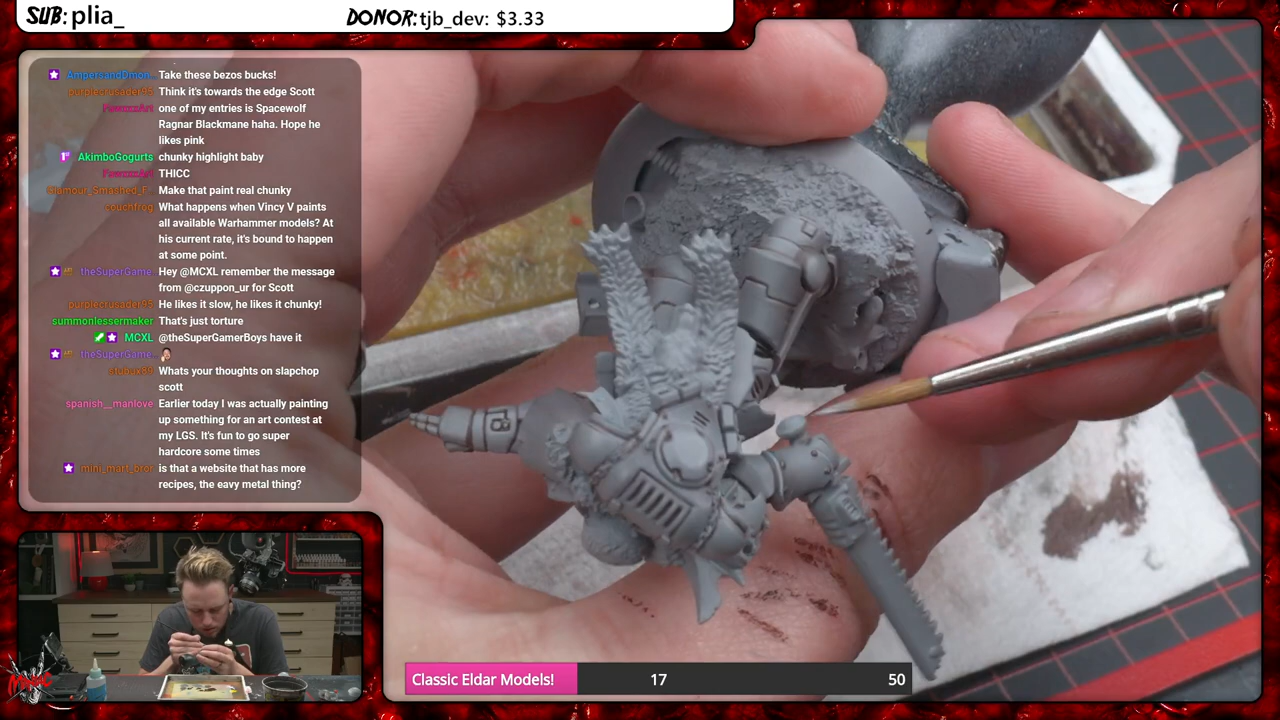 SUB: plia_
DONOR: tjb_dev: $3.33
Take these bezos bucks!
purplecrusader95 Think it's towards the edge Scott
one of my entries is Spacewolf
Ragnar Blackmane haha. Hope he
likes pink
AkimboGogurts chunky highlight baby
THICC
Make that paint real chunky
couchfrog What happens when Vincy V paints
all available Warhammer models? At
his current rate, it's bound to happen
at some point.
theSuperGame.. Hey @MCXL remember the message
from @czuppon_ur for Scott
purplecrusader95 He likes it slow, he likes it chunky!
summonlessermaker That's just torture
MCXL @theSuperGamerBoys have it
theSuperGame..
Whats your thoughts on slapchop
scott
spanish__manlove Earlier today I was actually painting
up something for an art contest at
my LGS. It's fun to go super
hardcore some times
mini_mart_bror is that a website that has more
recipes, the eavy metal thing?
Classic Eldar Models! 17 50